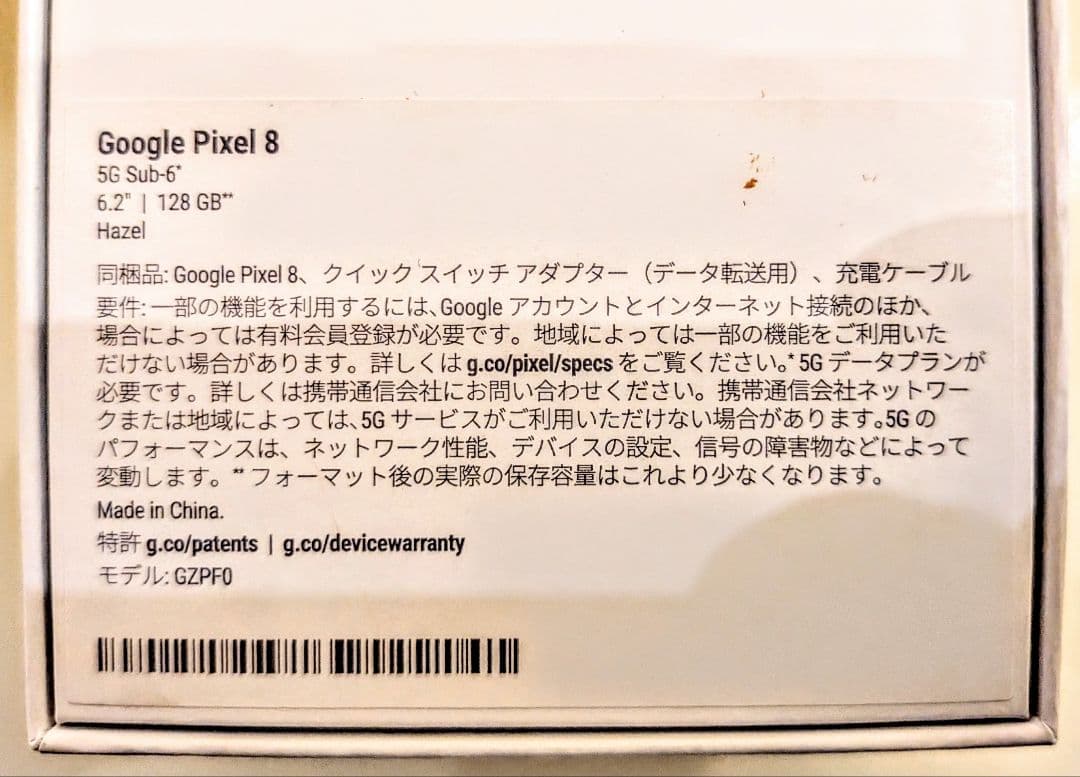 Google Pixel 8
5G Sub-6*
6.2" | 128 GB**
Hazel
同梱品: Google Pixel 8、クイック スイッチ アダプター（データ転送用）、充電ケーブル
要件: 一部の機能を利用するには、Google アカウントとインターネット接続のほか、
場合によっては有料会員登録が必要です。地域によっては一部の機能をご利用いた
だけない場合があります。詳しくは g.co/pixel/specs をご覧ください。* 5G データプランが
必要です。詳しくは携帯通信会社にお問い合わせください。携帯通信会社ネットワー
クまたは地域によっては、5G サービスがご利用いただけない場合があります。5G の
パフォーマンスは、ネットワーク性能、デバイスの設定、信号の障害物などによって
変動します。** フォーマット後の実際の保存容量はこれより少なくなります。
Made in China.
特許 g.co/patents | g.co/devicewarranty
モデル: GZPF0